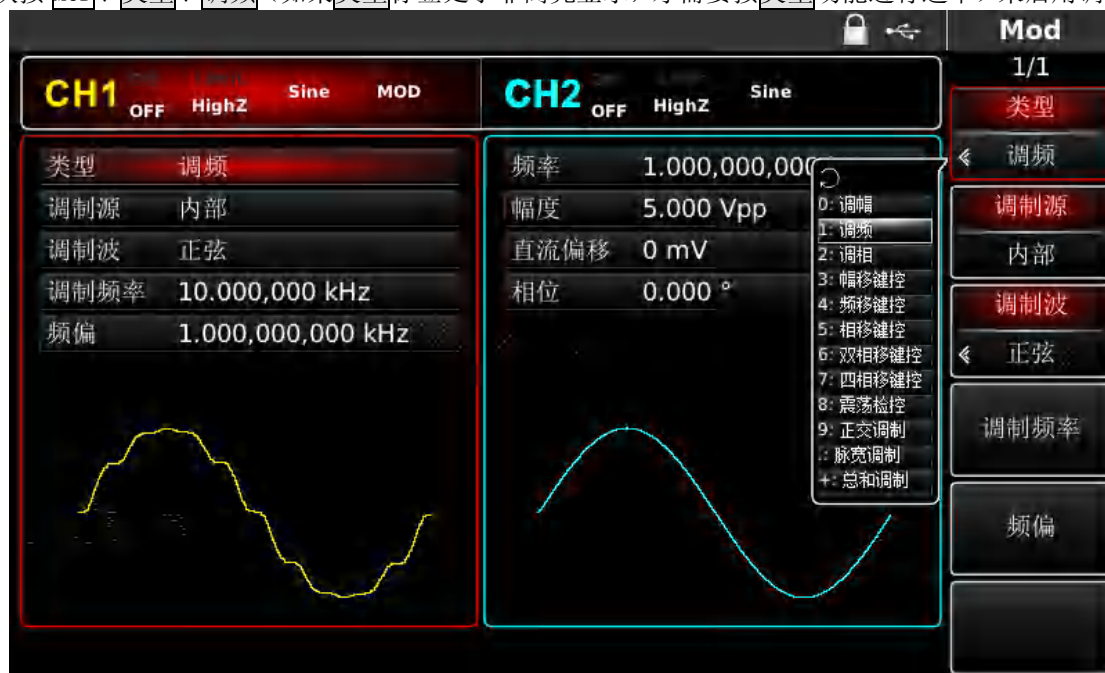 Mod
1/1
CH1 OFF HighZ Sine MOD
CH2 OFF HighZ Sine
类型 调频
调制源 内部
调制波 正弦
调制频率 10.000,000 kHz
频偏 1.000,000,000 kHz
频率 1.000,000,000
幅度 5.000 Vpp
直流偏移 0 mV
相位 0.000 °
0: 调幅
1: 调频
2: 调相
3: 幅移键控
4: 频移键控
5: 相移键控
6: 双相移键控
7: 四相移键控
8: 震荡检控
9: 正交调制
.: 脉宽调制
+: 总和调制
类型
调频
调制源
内部
调制波
正弦
调制频率
频偏